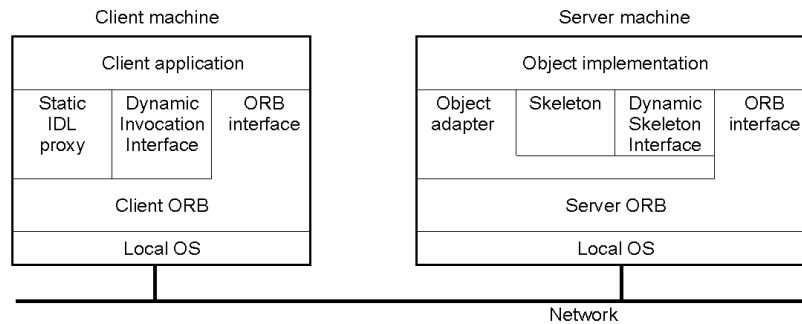 Client machine
Server machine
Client application
Object implementation
Static
IDL
proxy
Dynamic
Invocation
Interface
ORB
interface
Object
adapter
Skeleton
Dynamic
Skeleton
Interface
ORB
interface
Client ORB
Server ORB
Local OS
Local OS
Network